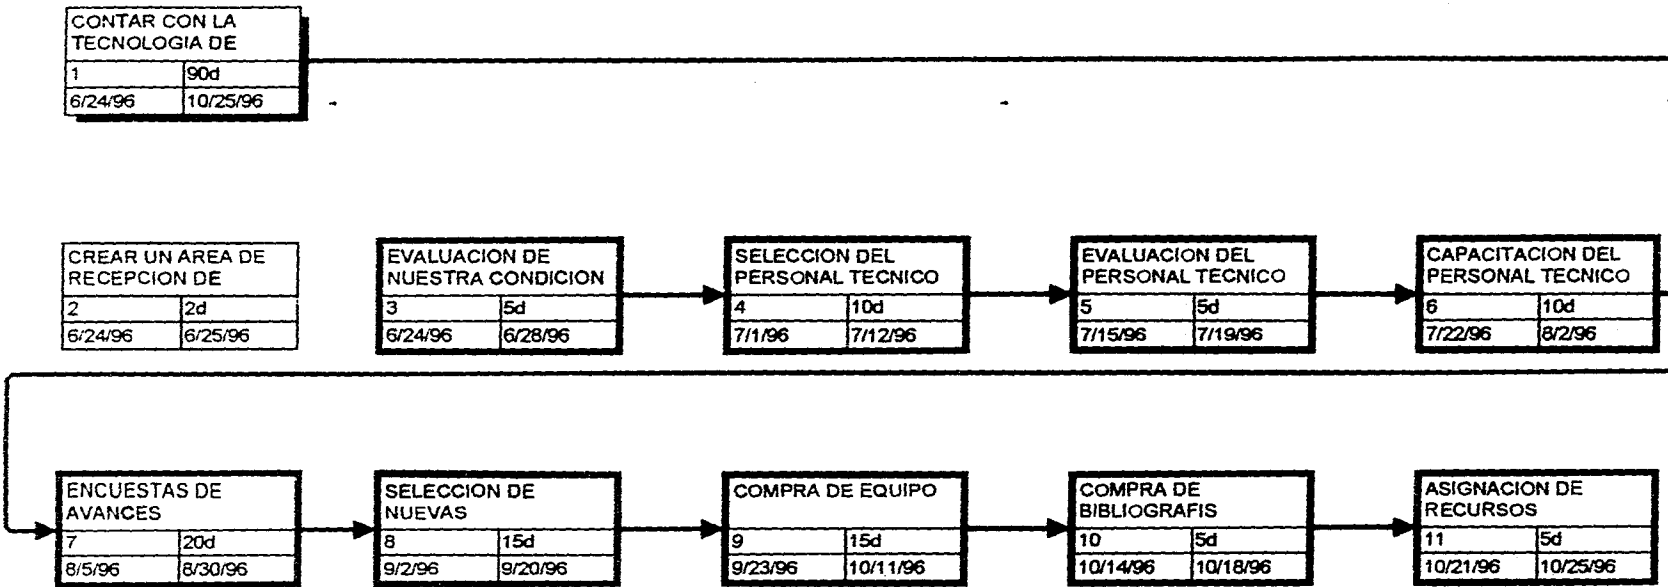 CONTAR CON LA
TECNOLOGIA DE
1 90d
6/24/96 10/25/96
CREAR UN AREA DE
RECEPCION DE
2 2d
6/24/96 6/25/96
EVALUACION DE
NUESTRA CONDICION
3 5d
6/24/96 6/28/96
SELECCION DEL
PERSONAL TECNICO
4 10d
7/1/96 7/12/96
EVALUACION DEL
PERSONAL TECNICO
5 5d
7/15/96 7/19/96
CAPACITACION DEL
PERSONAL TECNICO
6 10d
7/22/96 8/2/96
ENCUESTAS DE
AVANCES
7 20d
8/5/96 8/30/96
SELECCION DE
NUEVAS
8 15d
9/2/96 9/20/96
COMPRA DE EQUIPO
9 15d
9/23/96 10/11/96
COMPRA DE
BIBLIOGRAFIS
10 5d
10/14/96 10/18/96
ASIGNACION DE
RECURSOS
11 5d
10/21/96 10/25/96